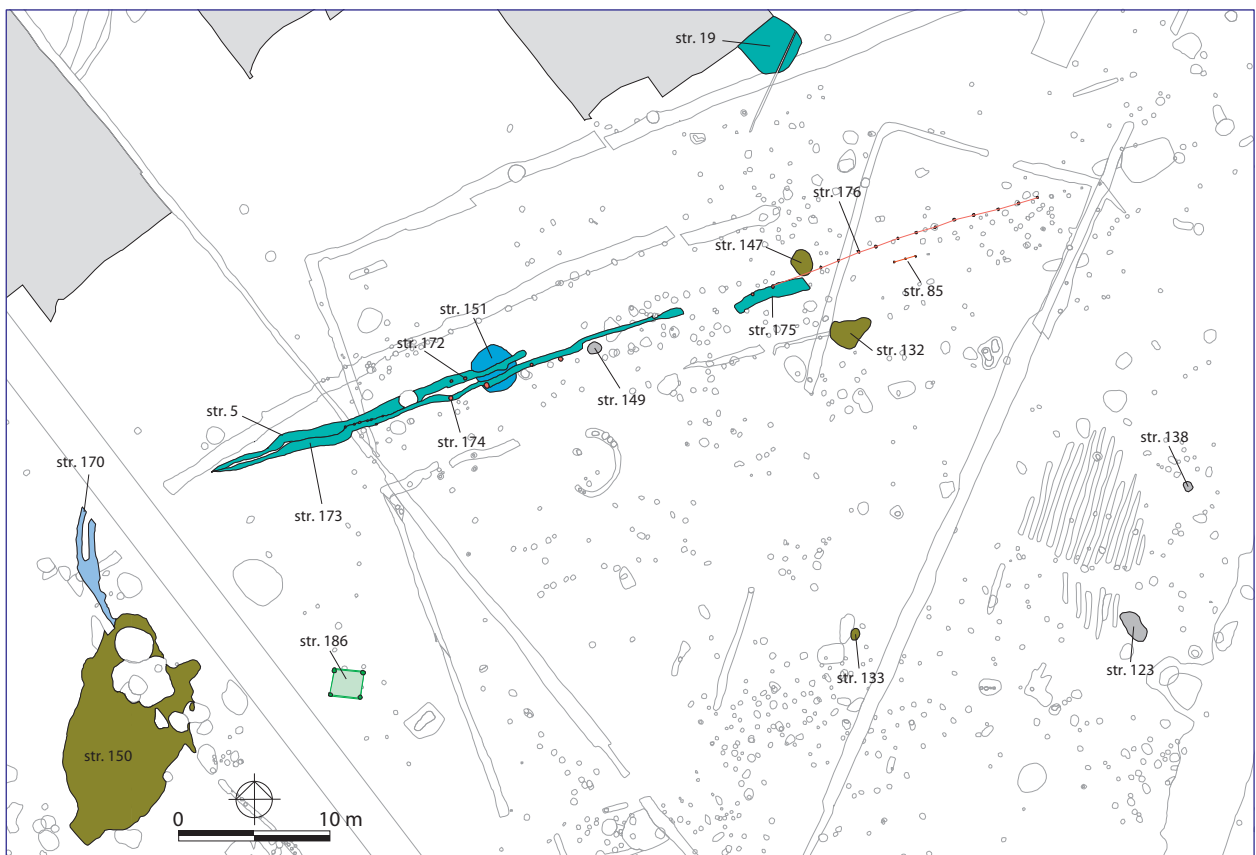 str. 19
str. 176
str. 147
str. 85
str. 151
str. 175
str. 172
str. 132
str. 149
str. 5
str. 174
str. 138
str. 170
str. 173
str. 186
str. 133
str. 123
str. 150
0 10 m